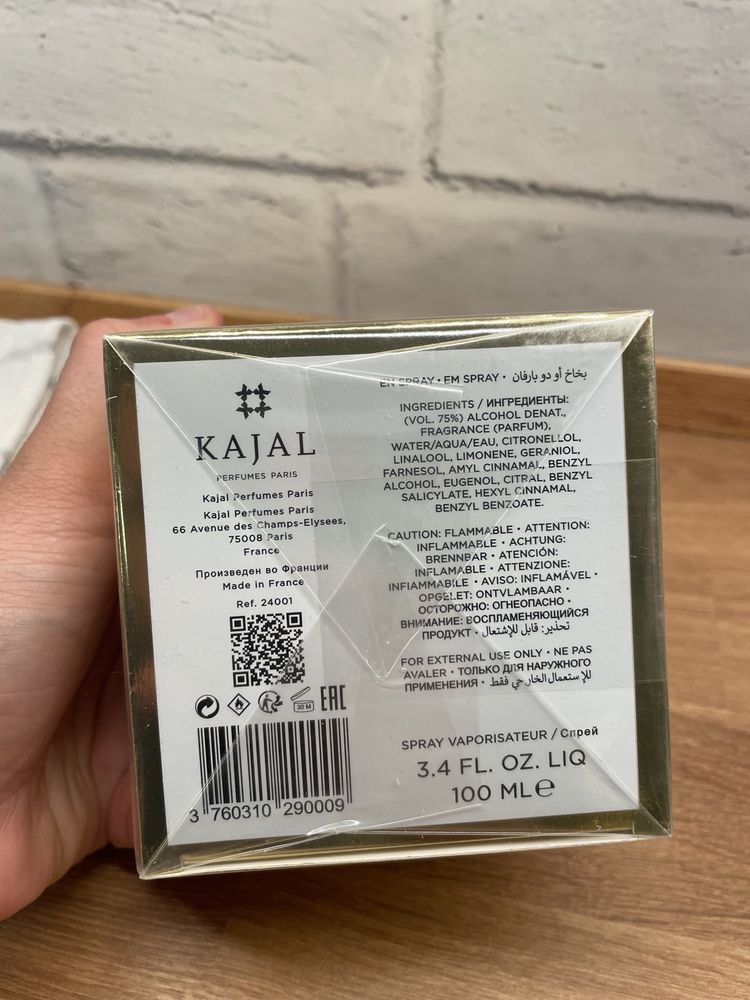 KAJAL
PERFUMES PARIS
Kajal Perfumes Paris
Kajal Perfumes Paris
66 Avenue des Champs-Elysees,
75008 Paris
France
Произведен во Франции
Made in France
Ref. 24001
30 M
EAC
3 760310 290009
EN SPRAY • EM SPRAY • بخاخ أو دو بارفان
INGREDIENTS / ИНГРЕДИЕНТЫ:
(VOL. 75%) ALCOHOL DENAT.,
FRAGRANCE (PARFUM),
WATER/AQUA/EAU, CITRONELLOL,
LINALOOL, LIMONENE, GERANIOL,
FARNESOL, AMYL CINNAMAL, BENZYL
ALCOHOL, EUGENOL, CITRAL, BENZYL
SALICYLATE, HEXYL CINNAMAL,
BENZYL BENZOATE.
CAUTION: FLAMMABLE • ATTENTION:
INFLAMMABLE • ACHTUNG:
BRENNBAR • ATENCIÓN:
INFLAMABLE • ATTENZIONE:
INFIAMMABILE • AVISO: INFLAMÁVEL •
OPGELET: ONTVLAMBAAR •
ОСТОРОЖНО: ОГНЕОПАСНО •
ВНИМАНИЕ: ВОСПЛАМЕНЯЮЩИЙСЯ
ПРОДУКТ • تحذير: قابل للإشتعال
FOR EXTERNAL USE ONLY • NE PAS
AVALER • ТОЛЬКО ДЛЯ НАРУЖНОГО
ПРИМЕНЕНИЯ • للإستعمال الخارجي فقط
SPRAY VAPORISATEUR / Спрей
3.4 FL. OZ. LIQ
100 ML℮